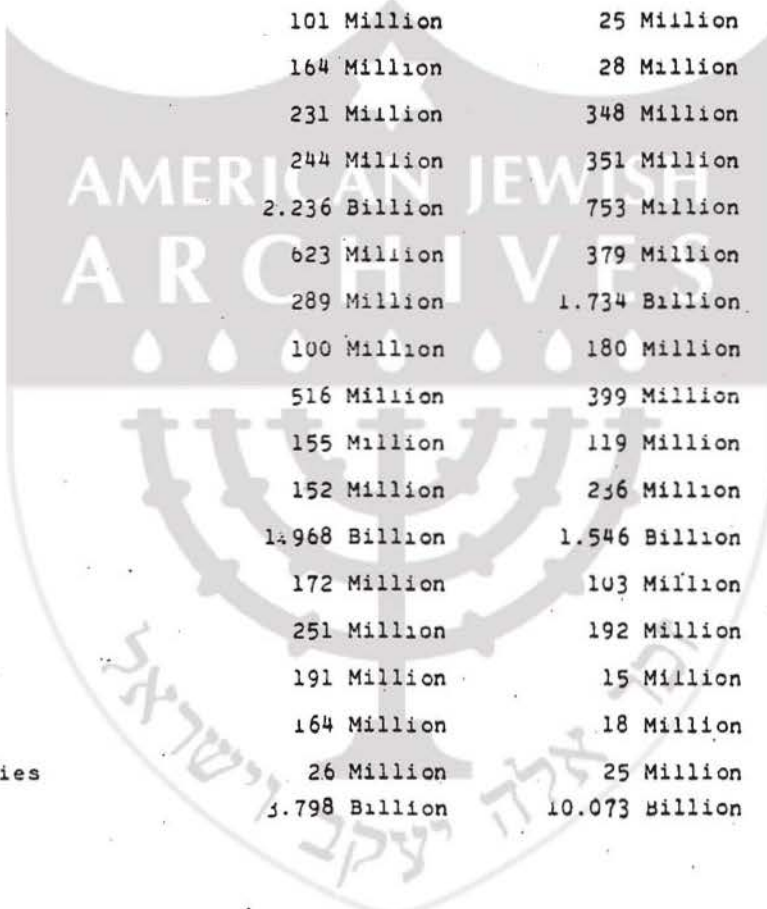 101 Million 25 Million
164 Million 28 Million
231 Million 348 Million
244 Million 351 Million
AMERICAN JEWISH
2.236 Billion 753 Million
623 Million 379 Million
ARCHIVES
289 Million 1.734 Billion
100 Million 180 Million
516 Million 399 Million
155 Million 119 Million
152 Million 236 Million
1.968 Billion 1.546 Billion
172 Million 103 Million
251 Million 192 Million
191 Million 15 Million
164 Million 18 Million
ies 26 Million 25 Million
3.798 Billion 10.073 Billion
וספר אלה יעקב וישראל